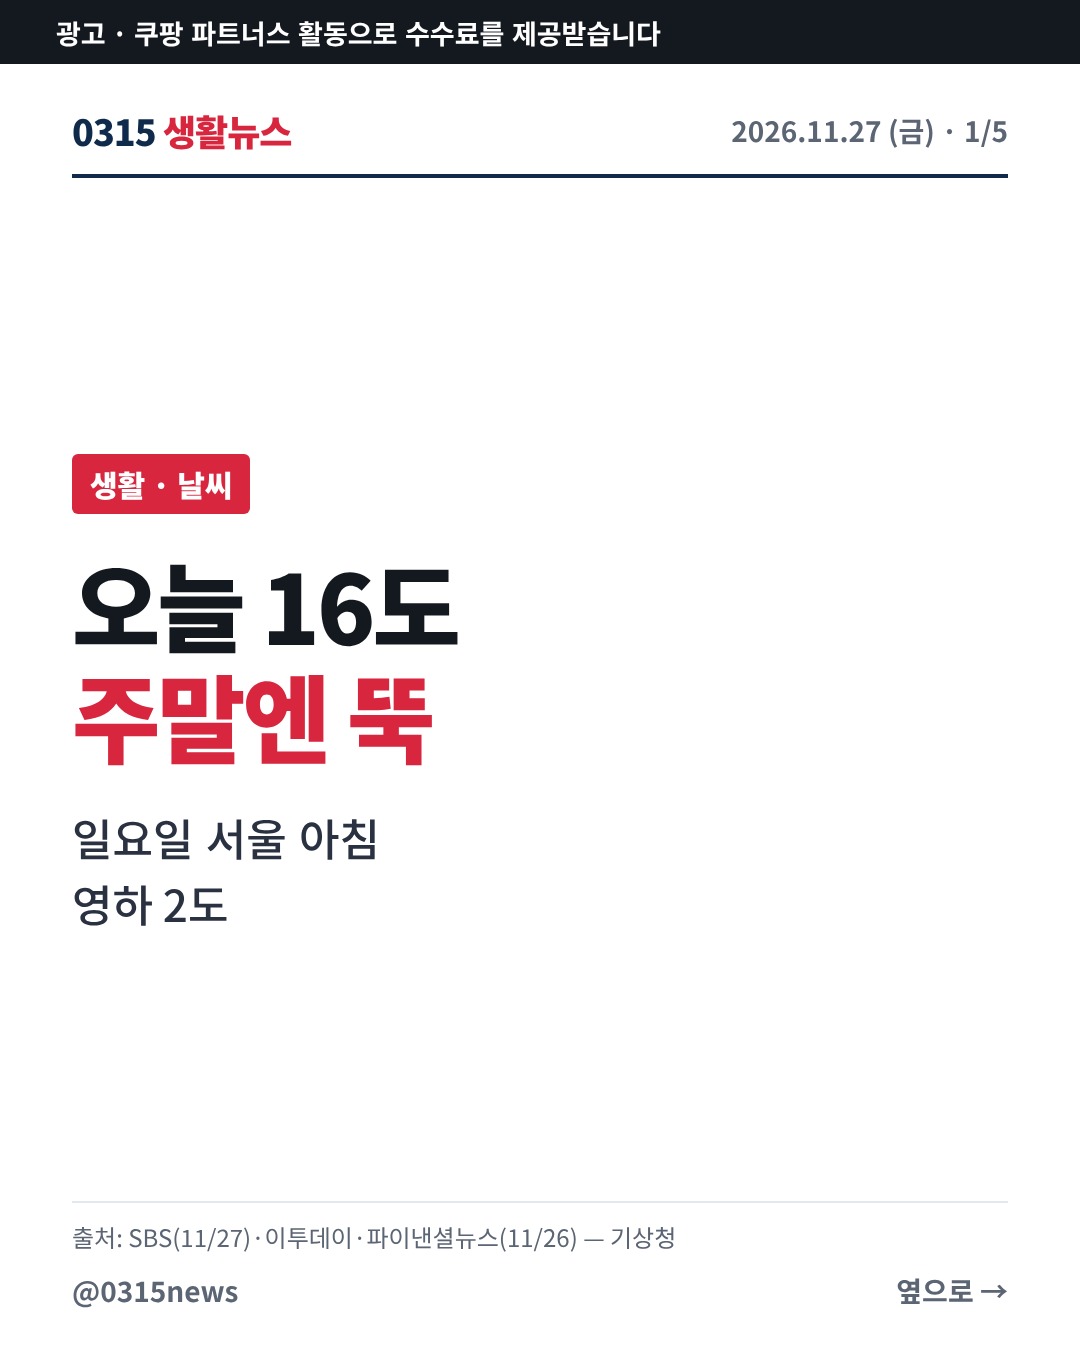 광고 · 쿠팡 파트너스 활동으로 수수료를 제공받습니다
0315 생활뉴스
2026.11.27 (금) · 1/5
생활 · 날씨
오늘 16도
주말엔 뚝
일요일 서울 아침
영하 2도
출처: SBS(11/27)·이투데이·파이낸셜뉴스(11/26) — 기상청
@0315news
옆으로 →